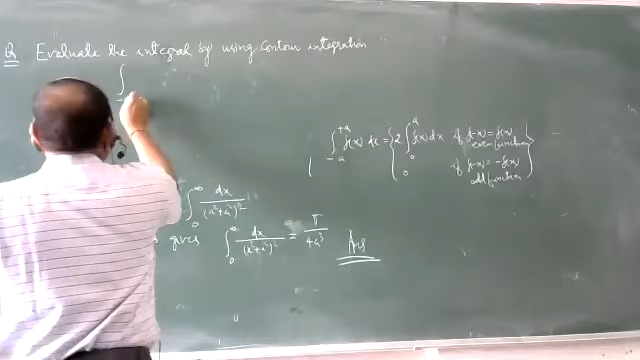 Q Evaluate the integral by using Contour integration
∫
∫_{-a}^{+a} f(x) dx = { 2 ∫_0^a f(x) dx if f(-x) = f(x) even function
0 if f(-x) = -f(x) odd function }
∫_0^∞ dx/(x²+a²)²
gives ∫_0^∞ dx/(x²+a²)² = π/4a³ Ans